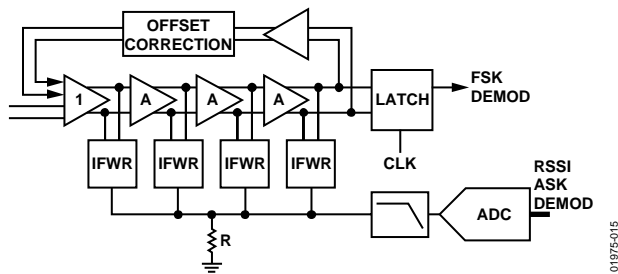 OFFSET
CORRECTION
1
A
A
A
LATCH
FSK
DEMOD
IFWR
IFWR
IFWR
IFWR
CLK
R
ADC
RSSI
ASK
DEMOD
01975-015